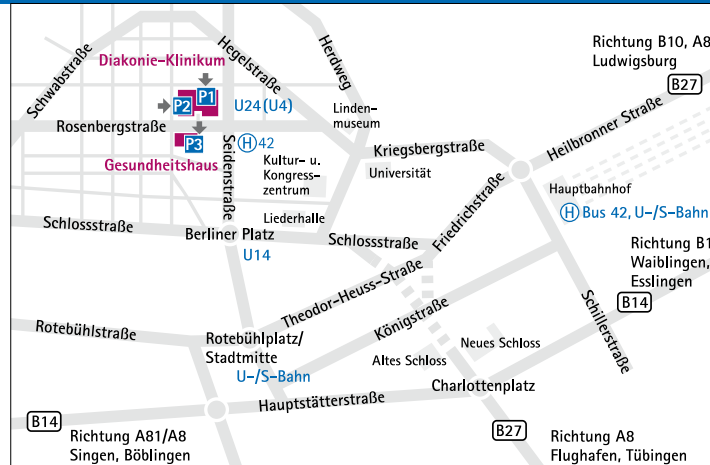 Schwabstraße
Diakonie-Klinikum
Hegelstraße
Herdweg
Richtung B10, A8
Ludwigsburg
B27
P1
P2
U24(U4)
Linden-
museum
Rosenbergstraße
P3
H 42
Gesundheitshaus
Seidenstraße
Kultur- u.
Kongress-
zentrum
Kriegsbergstraße
Universität
Heilbronner Straße
Hauptbahnhof
H Bus 42, U-/S-Bahn
Friedrichstraße
Liederhalle
Schlossstraße
Berliner Platz
U14
Schlossstraße
Richtung B1
Waiblingen,
Esslingen
B14
Theodor-Heuss-Straße
Königstraße
Schillerstraße
Rotebühlstraße
Rotebühlplatz/
Stadtmitte
U-/S-Bahn
Altes Schloss
Neues Schloss
Charlottenplatz
Hauptstätterstraße
B14
Richtung A81/A8
Singen, Böblingen
B27
Richtung A8
Flughafen, Tübingen